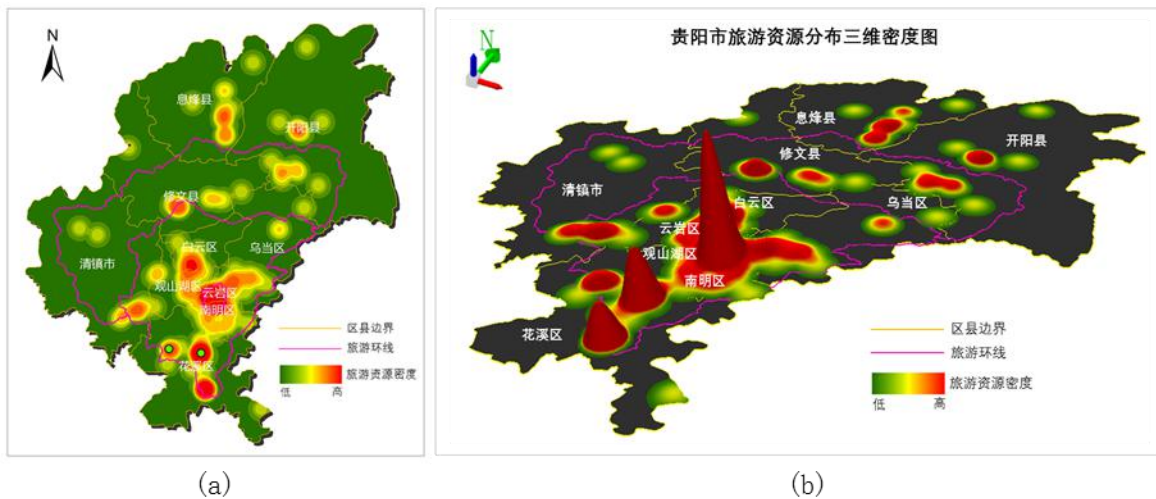 N
息烽县
开阳县
修文县
白云区
乌当区
清镇市
观山湖区
云岩区
南明区
花溪区
区县边界
旅游环线
旅游资源密度
低
高
(a)
贵阳市旅游资源分布三维密度图
N
息烽县
开阳县
修文县
清镇市
白云区
乌当区
云岩区
观山湖区
南明区
花溪区
区县边界
旅游环线
旅游资源密度
低
高
(b)